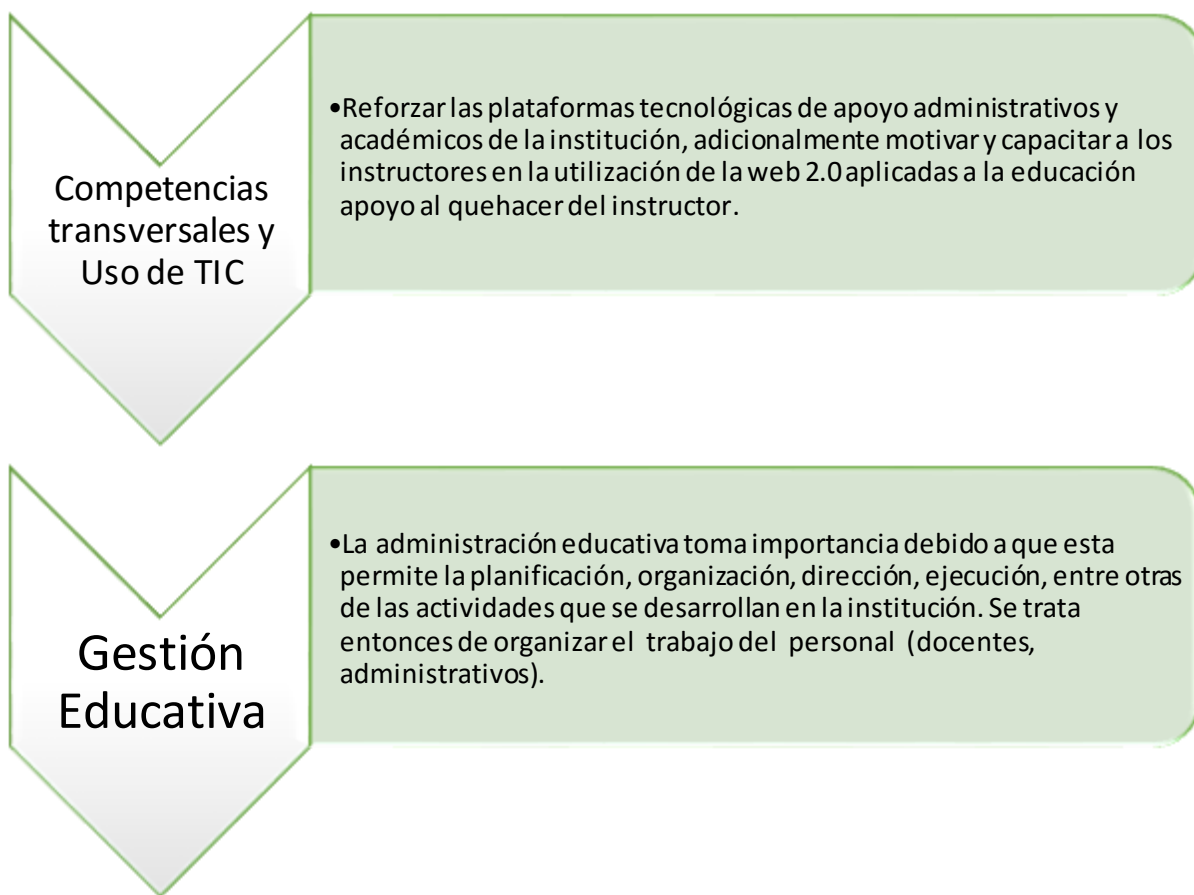 Competencias
transversales y
Uso de TIC
•Reforzar las plataformas tecnológicas de apoyo administrativos y
académicos de la institución, adicionalmente motivar y capacitar a los
instructores en la utilización de la web 2.0 aplicadas a la educación
apoyo al quehacer del instructor.
Gestión
Educativa
•La administración educativa toma importancia debido a que esta
permite la planificación, organización, dirección, ejecución, entre otras
de las actividades que se desarrollan en la institución. Se trata
entonces de organizar el trabajo del personal (docentes,
administrativos).